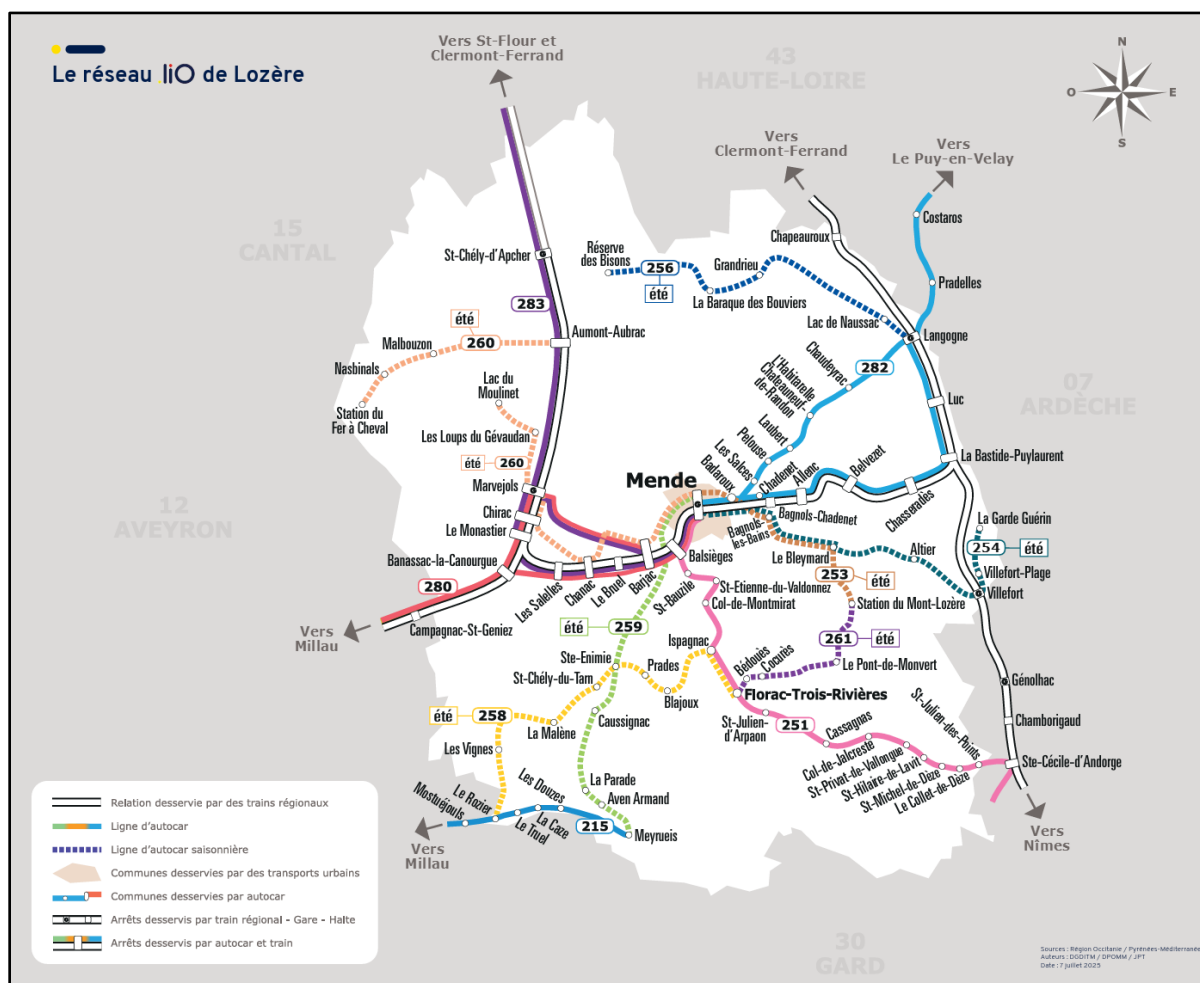 Le réseau liO de Lozère
Vers St-Flour et
Clermont-Ferrand
43
HAUTE-LOIRE
N
O
E
S
Vers
Clermont-Ferrand
Vers
Le Puy-en-Velay
15
CANTAL
Costaros
Chapeauroux
St-Chély-d'Apcher
Réserve
des Bisons
256
été
Grandrieu
La Baraque des Bouviers
Pradelles
283
Lac de Naussac
Langogne
été
260
Aumont-Aubrac
Malbouzon
Nasbinals
Station du
Fer à Cheval
Lac du
Moulinet
Les Loups du Gévaudan
L'Habitarelle
Chateauneuf-
de-Randon
Chaudeyrac
282
07
ARDÈCHE
Luc
Laubert
Pelouse
Les Salces
Badaroux
La Bastide-Puylaurent
été
260
Marvejols
Mende
Chadenet
Allenc
Belvezet
12
AVEYRON
Chirac
Le Monastier
Bagnols-Chadenet
Chasseradès
Bagnols-
les-Bains
La Garde Guérin
Banassac-la-Canourgue
Balsièges
Le Bleymard
Altier
254
été
280
Les Salelles
Chanac
Le Bruel
Barjac
St-Bauzile
St-Etienne-du-Valdonnez
253
été
Villefort-Plage
Villefort
Col-de-Montmirat
Station du Mont-Lozère
Vers
Millau
Campagnac-St-Geniez
été
259
261
été
Ispagnac
Ste-Enimie
Prades
Bédouès
Cocurès
Le Pont-de-Monvert
St-Chély-du-Tarn
Blajoux
Florac-Trois-Rivières
Génolhac
été
258
La Malène
Caussignac
St-Julien-
d'Arpaon
251
Cassagnas
St-Julien-des-Points
Chamborigaud
Les Vignes
Col-de-Jalcreste
St-Privat-de-Vallongue
St-Hilaire-de-Lavit
St-Michel-de-Dèze
Le Collet-de-Dèze
Ste-Cécile-d'Andorge
La Parade
Aven Armand
Les Douzes
Le Rozier
Mostuéjouls
La Caze
Le Truel
215
Meyrueis
Vers
Millau
Vers
Nîmes
Relation desservie par des trains régionaux
Ligne d'autocar
Ligne d'autocar saisonnière
Communes desservies par des transports urbains
Communes desservies par autocar
Arrêts desservis par train régional - Gare - Halte
Arrêts desservis par autocar et train
30
GARD
Sources : Région Occitanie / Pyrénées-Méditerranée
Auteurs : DGDITM / DPOMM / JPT
Date : 7 juillet 2025